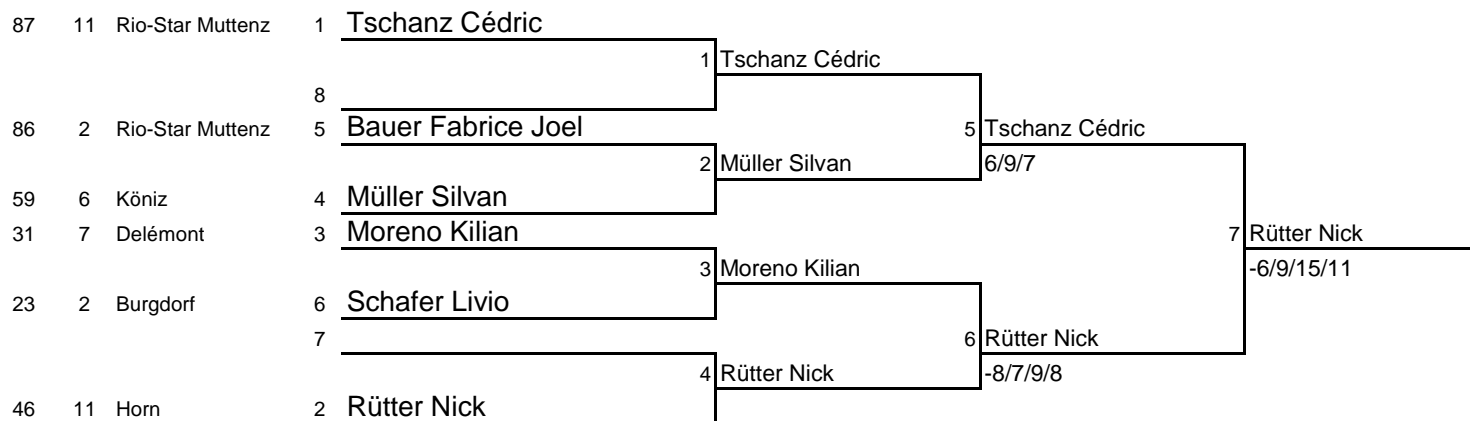 87 11 Rio-Star Muttenz 1 Tschanz Cédric
1 Tschanz Cédric
8
86 2 Rio-Star Muttenz 5 Bauer Fabrice Joel 5 Tschanz Cédric
2 Müller Silvan 6/9/7
59 6 Köniz 4 Müller Silvan
31 7 Delémont 3 Moreno Kilian 7 Rütter Nick
3 Moreno Kilian -6/9/15/11
23 2 Burgdorf 6 Schafer Livio
7 6 Rütter Nick
4 Rütter Nick -8/7/9/8
46 11 Horn 2 Rütter Nick